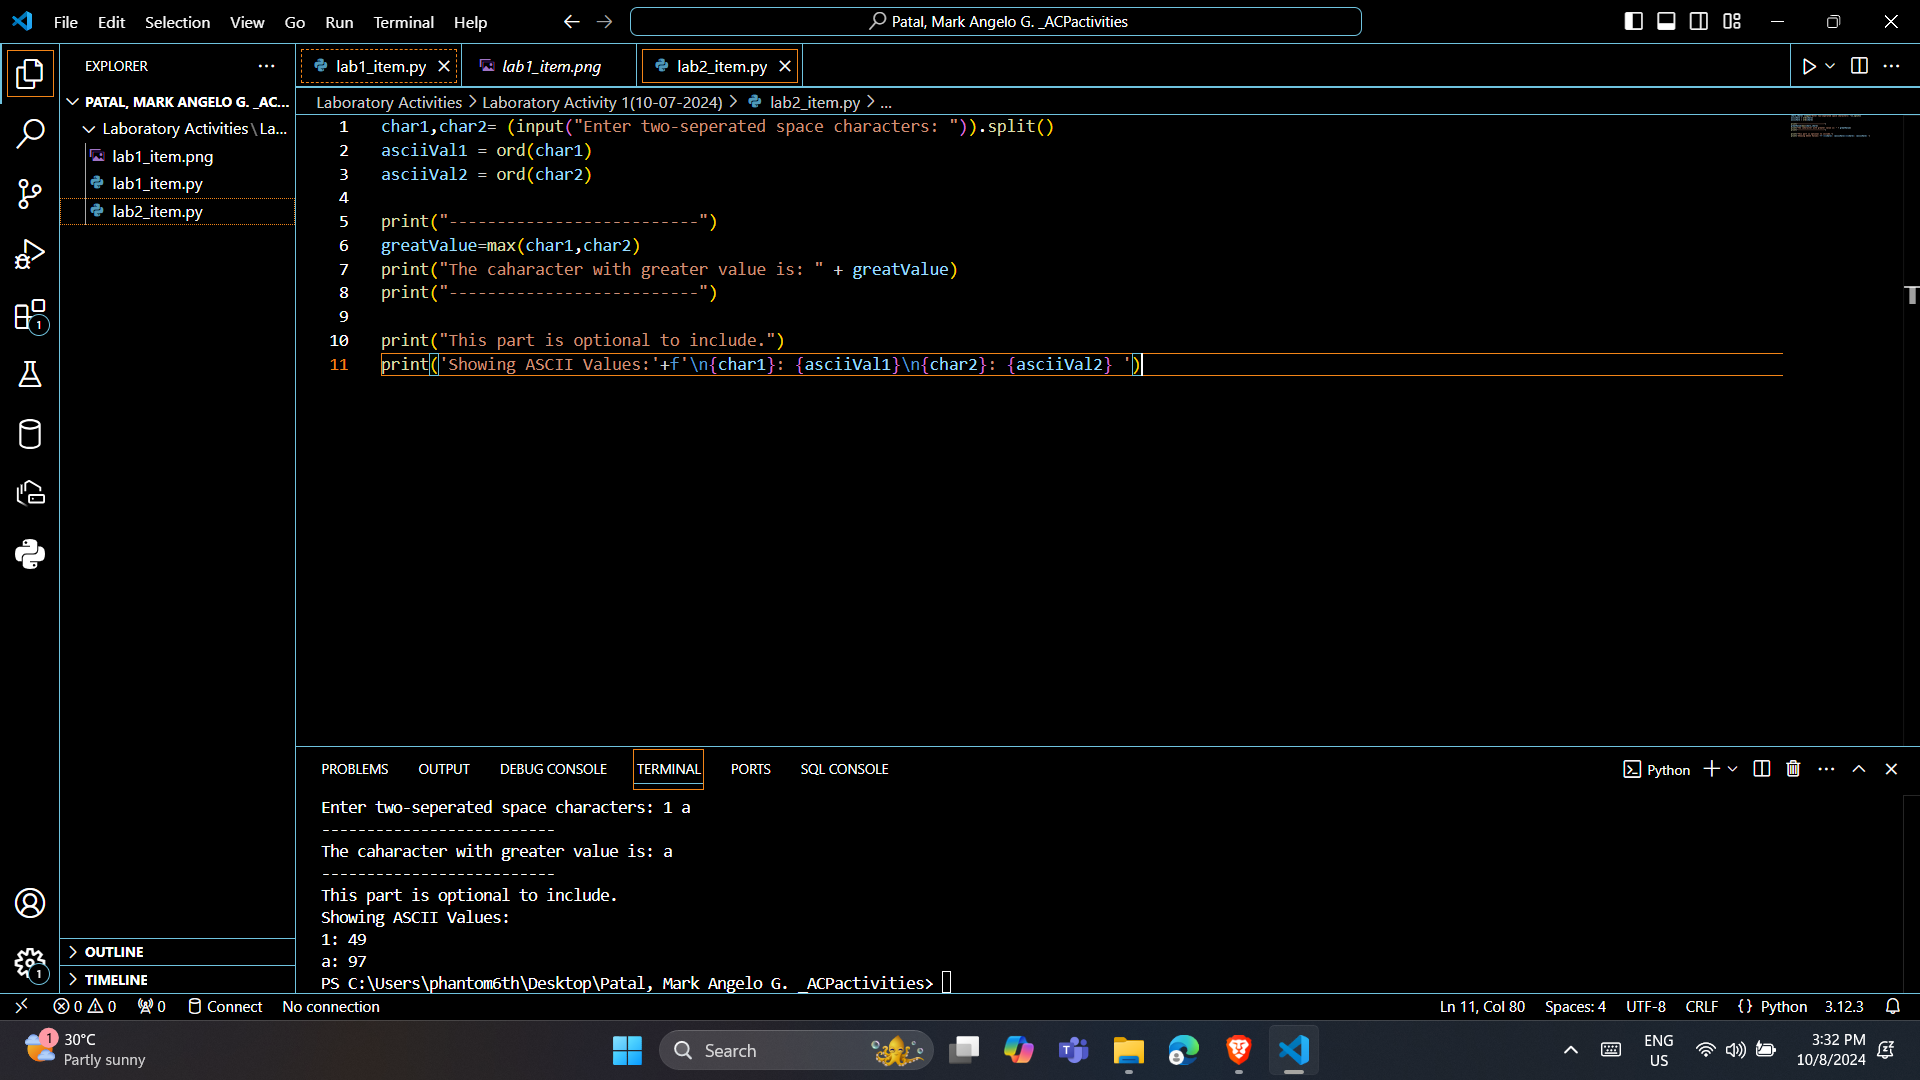 File Edit Selection View Go Run Terminal Help
Patal, Mark Angelo G. _ACPactivities
EXPLORER
lab1_item.py
lab1_item.png
lab2_item.py
PATAL, MARK ANGELO G. _AC...
Laboratory Activities\La...
lab1_item.png
lab1_item.py
lab2_item.py
Laboratory Activities > Laboratory Activity 1(10-07-2024) > lab2_item.py > ...
1 char1,char2= (input("Enter two-seperated space characters: ")).split()
2 asciiVal1 = ord(char1)
3 asciiVal2 = ord(char2)
4
5 print("--------------------------")
6 greatValue=max(char1,char2)
7 print("The caharacter with greater value is: " + greatValue)
8 print("--------------------------")
9
10 print("This part is optional to include.")
11 print('Showing ASCII Values:'+f'\n{char1}: {asciiVal1}\n{char2}: {asciiVal2} ')
1
PROBLEMS OUTPUT DEBUG CONSOLE TERMINAL PORTS SQL CONSOLE
Python
Enter two-seperated space characters: 1 a
--------------------------
The caharacter with greater value is: a
--------------------------
This part is optional to include.
Showing ASCII Values:
1: 49
a: 97
PS C:\Users\phantom6th\Desktop\Patal, Mark Angelo G. _ACPactivities>
OUTLINE
TIMELINE
1
0 0 0 Connect No connection
Ln 11, Col 80 Spaces: 4 UTF-8 CRLF {} Python 3.12.3
1
30°C
Partly sunny
Search
ENG
US
3:32 PM
10/8/2024